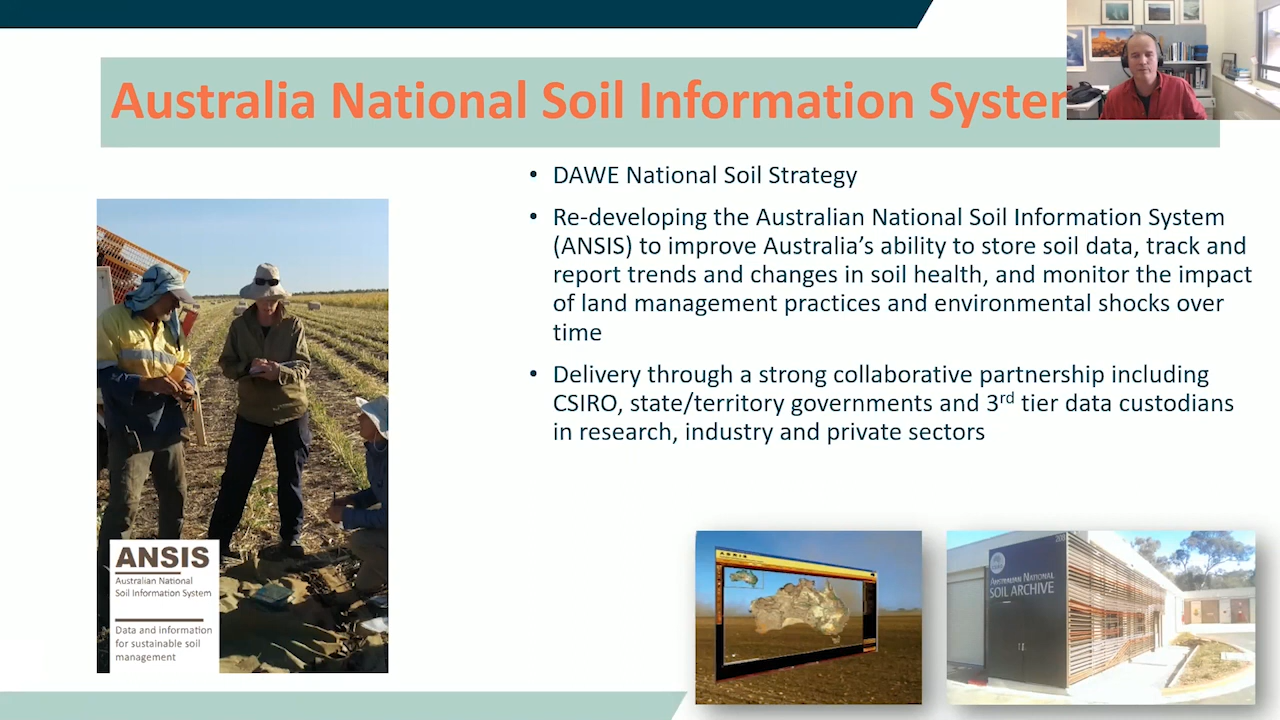 Australia National Soil Information System
• DAWE National Soil Strategy
• Re-developing the Australian National Soil Information System
(ANSIS) to improve Australia’s ability to store soil data, track and
report trends and changes in soil health, and monitor the impact
of land management practices and environmental shocks over
time
• Delivery through a strong collaborative partnership including
CSIRO, state/territory governments and 3rd tier data custodians
in research, industry and private sectors
ANSIS
Australian National
Soil Information System
Data and information
for sustainable soil
management
AUSTRALIAN NATIONAL
SOIL ARCHIVE